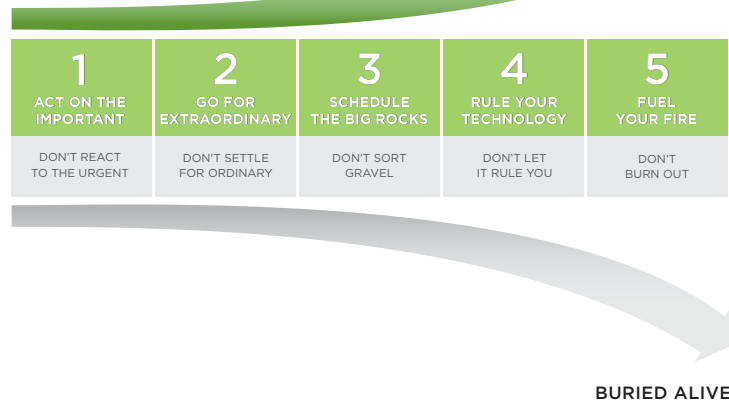 1
ACT ON THE
IMPORTANT
DON'T REACT
TO THE URGENT
2
GO FOR
EXTRAORDINARY
DON'T SETTLE
FOR ORDINARY
3
SCHEDULE
THE BIG ROCKS
DON'T SORT
GRAVEL
4
RULE YOUR
TECHNOLOGY
DON'T LET
IT RULE YOU
5
FUEL
YOUR FIRE
DON'T
BURN OUT
BURIED ALIVE